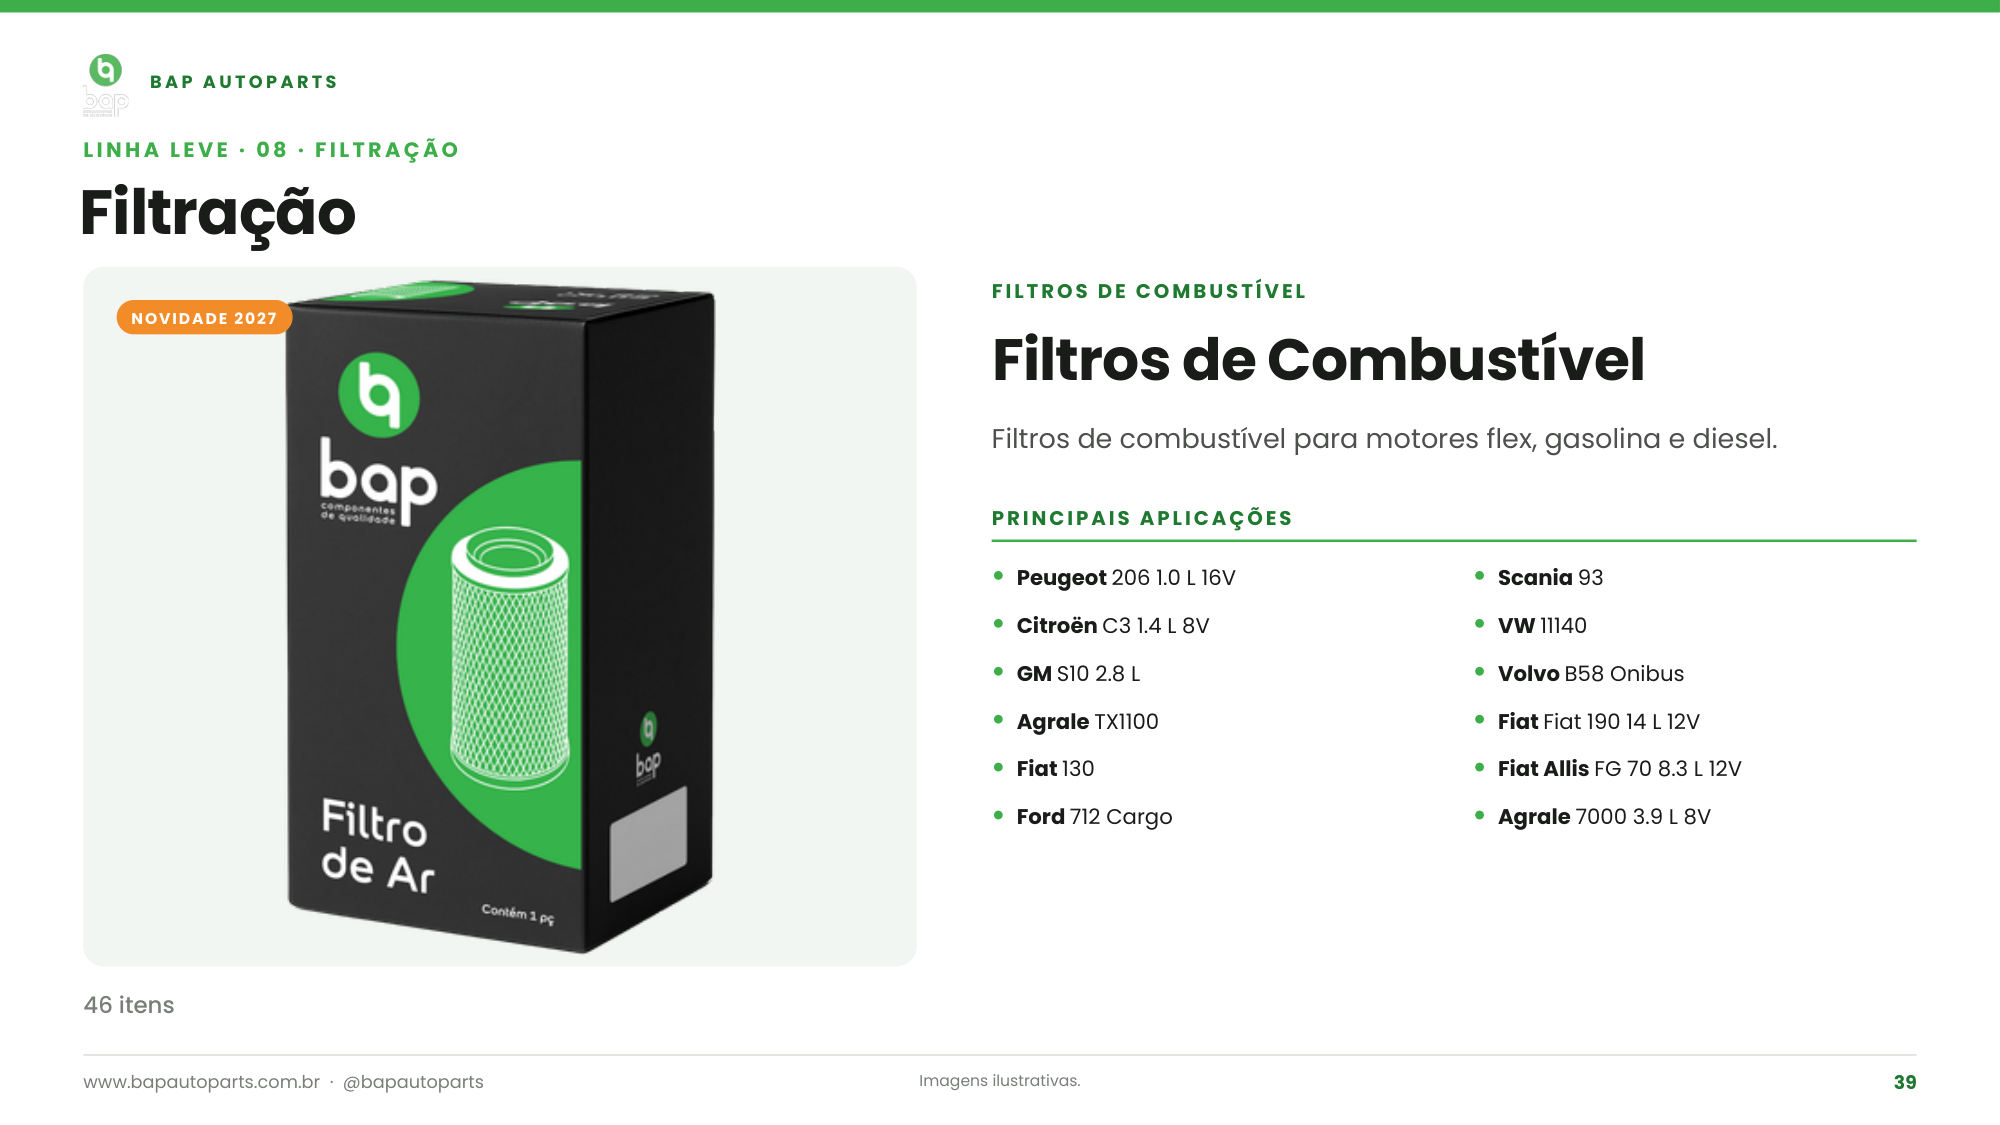 bap
BAP AUTOPARTS
LINHA LEVE · 08 · FILTRAÇÃO
Filtração
NOVIDADE 2027
bap
componentes
de qualidade
Filtro
de Ar
Contém 1 pç
bap
46 itens
FILTROS DE COMBUSTÍVEL
Filtros de Combustível
Filtros de combustível para motores flex, gasolina e diesel.
PRINCIPAIS APLICAÇÕES
• Peugeot 206 1.0 L 16V
• Citroën C3 1.4 L 8V
• GM S10 2.8 L
• Agrale TX1100
• Fiat 130
• Ford 712 Cargo
• Scania 93
• VW 11140
• Volvo B58 Onibus
• Fiat Fiat 190 14 L 12V
• Fiat Allis FG 70 8.3 L 12V
• Agrale 7000 3.9 L 8V
www.bapautoparts.com.br · @bapautoparts
Imagens ilustrativas.
39